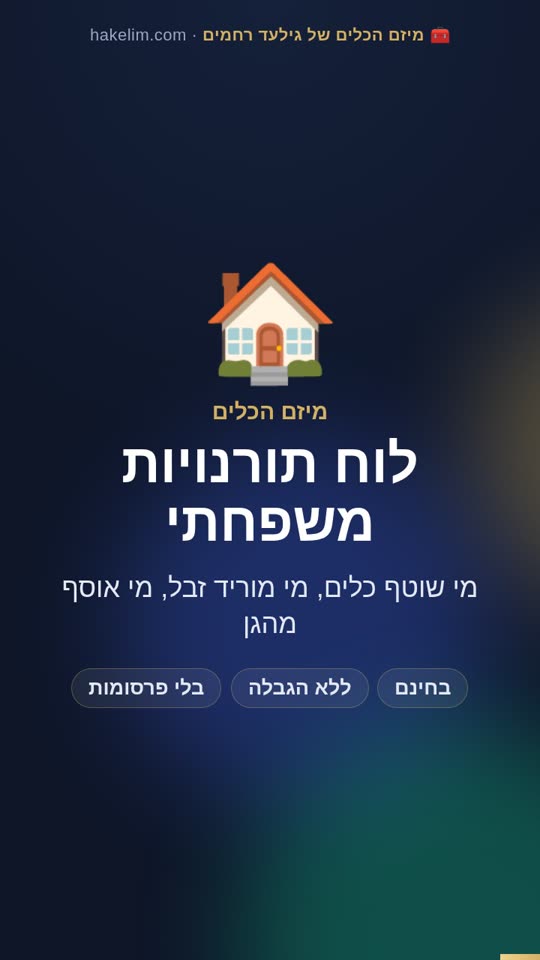 🧰 מיזם הכלים של גילעד רחמים · hakelim.com
מיזם הכלים
לוח תורנויות
משפחתי
מי שוטף כלים, מי מוריד זבל, מי אוסף
מהגן
בחינם
ללא הגבלה
בלי פרסומות